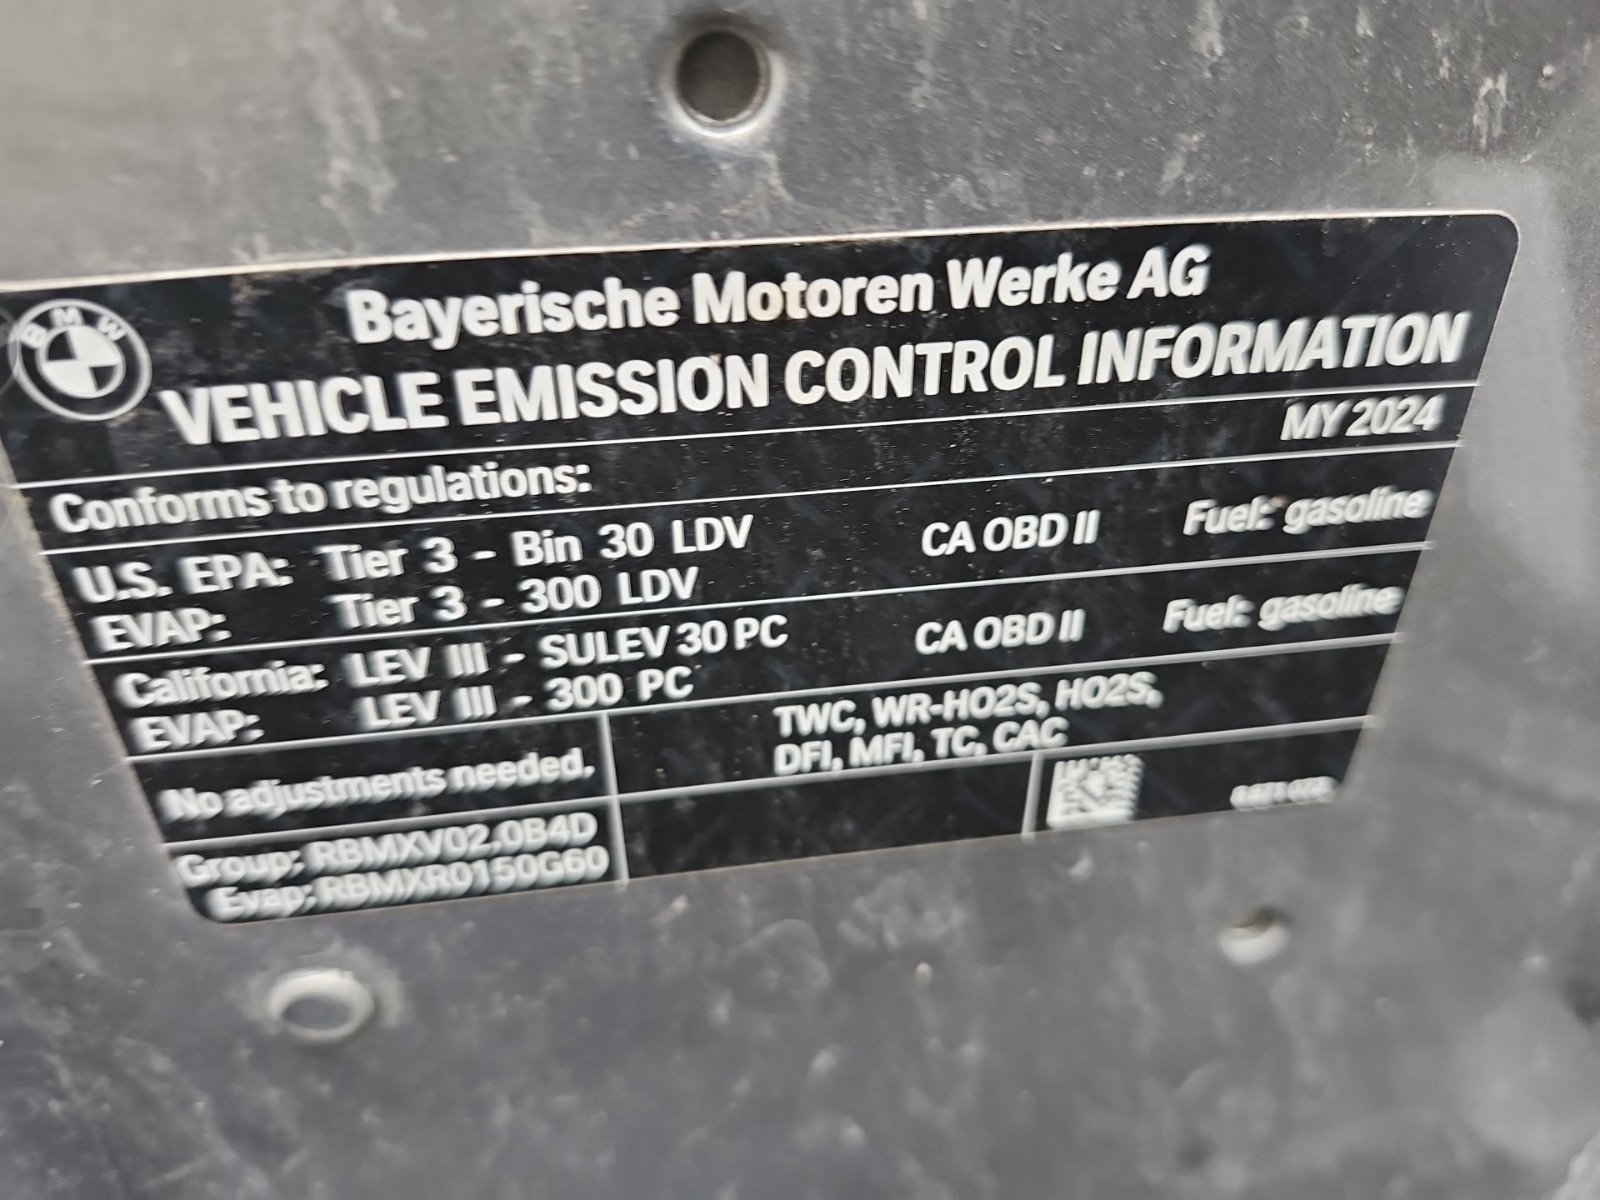 BMW
Bayerische Motoren Werke AG
VEHICLE EMISSION CONTROL INFORMATION
MY 2024
Conforms to regulations:
U.S. EPA: Tier 3 - Bin 30 LDV CA OBD II Fuel: gasoline
EVAP: Tier 3 - 300 LDV
California: LEV III - SULEV 30 PC CA OBD II Fuel: gasoline
EVAP: LEV III - 300 PC
No adjustments needed.
TWC, WR-HO2S, HO2S,
DFI, MFI, TC, CAC
Group: RBMXV02.0B4D
Evap: RBMXR0150G60